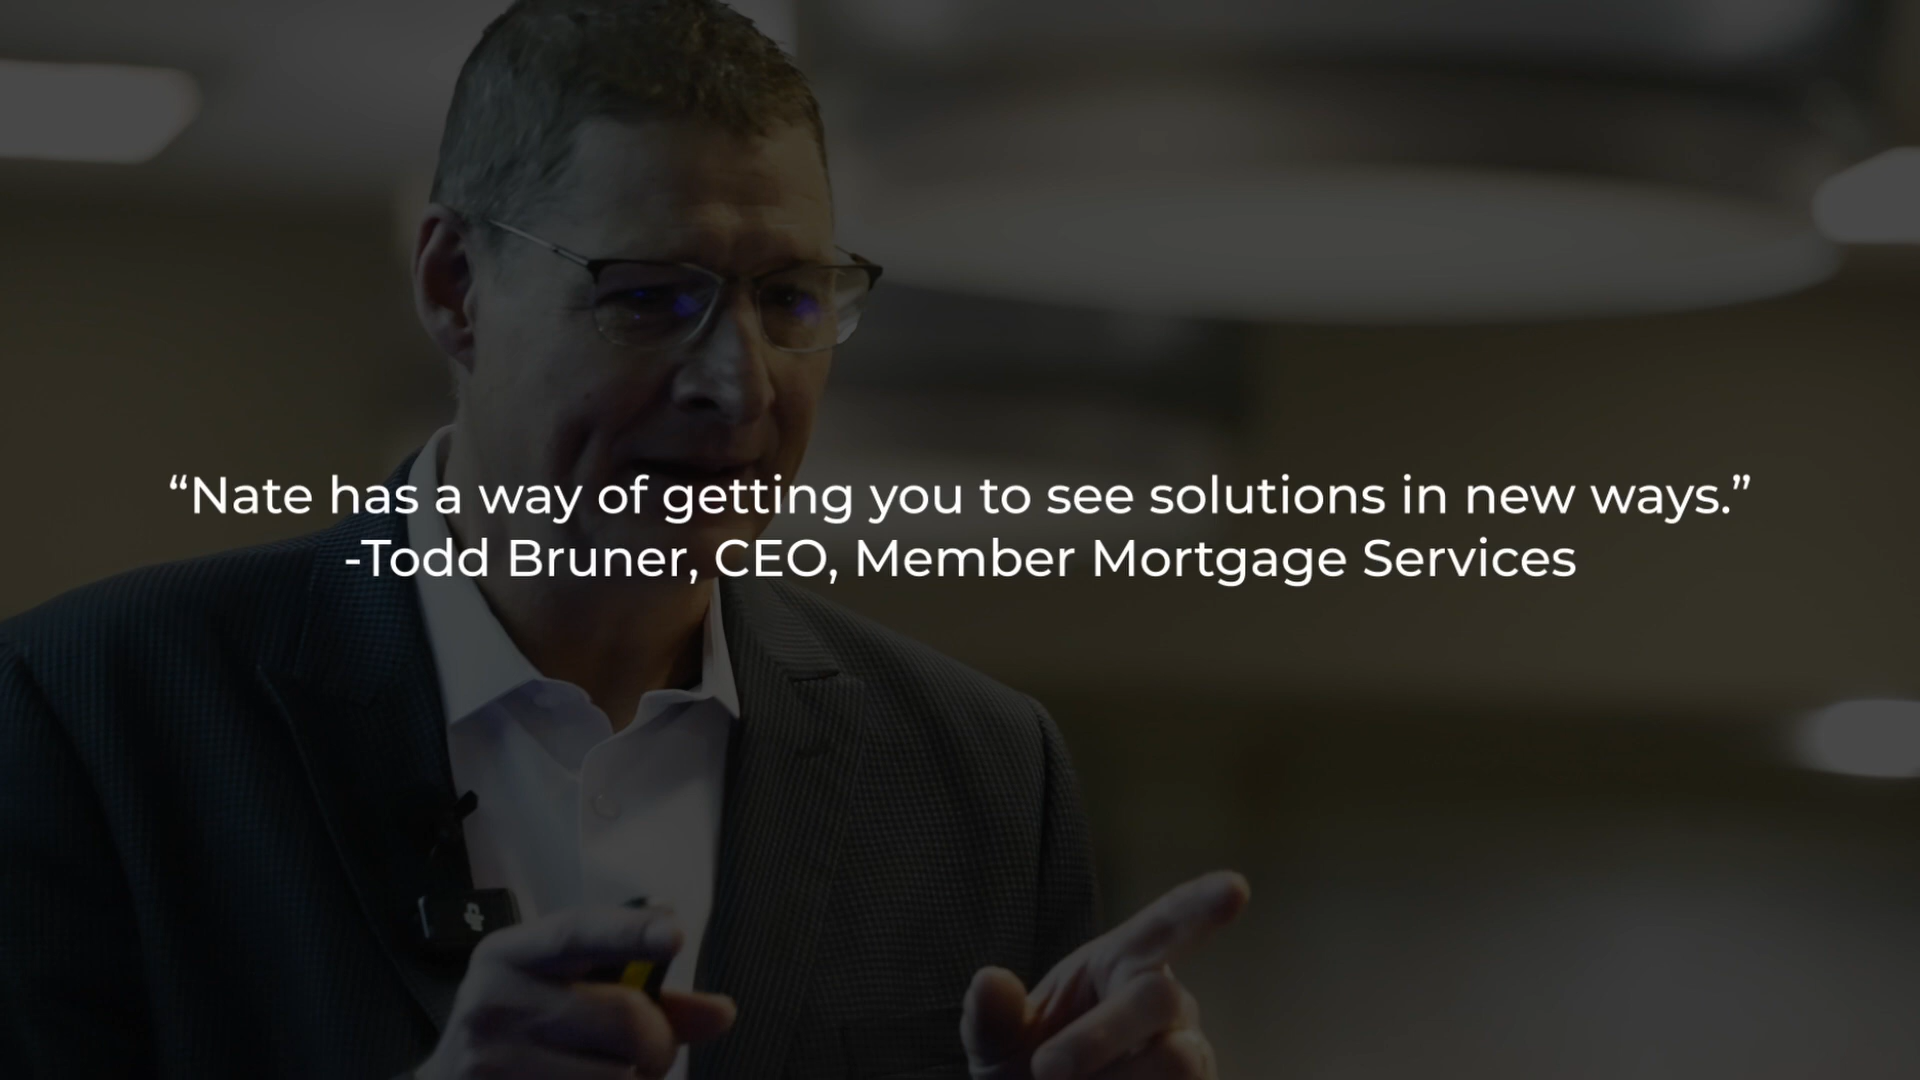 “Nate has a way of getting you to see solutions in new ways.”
-Todd Bruner, CEO, Member Mortgage Services